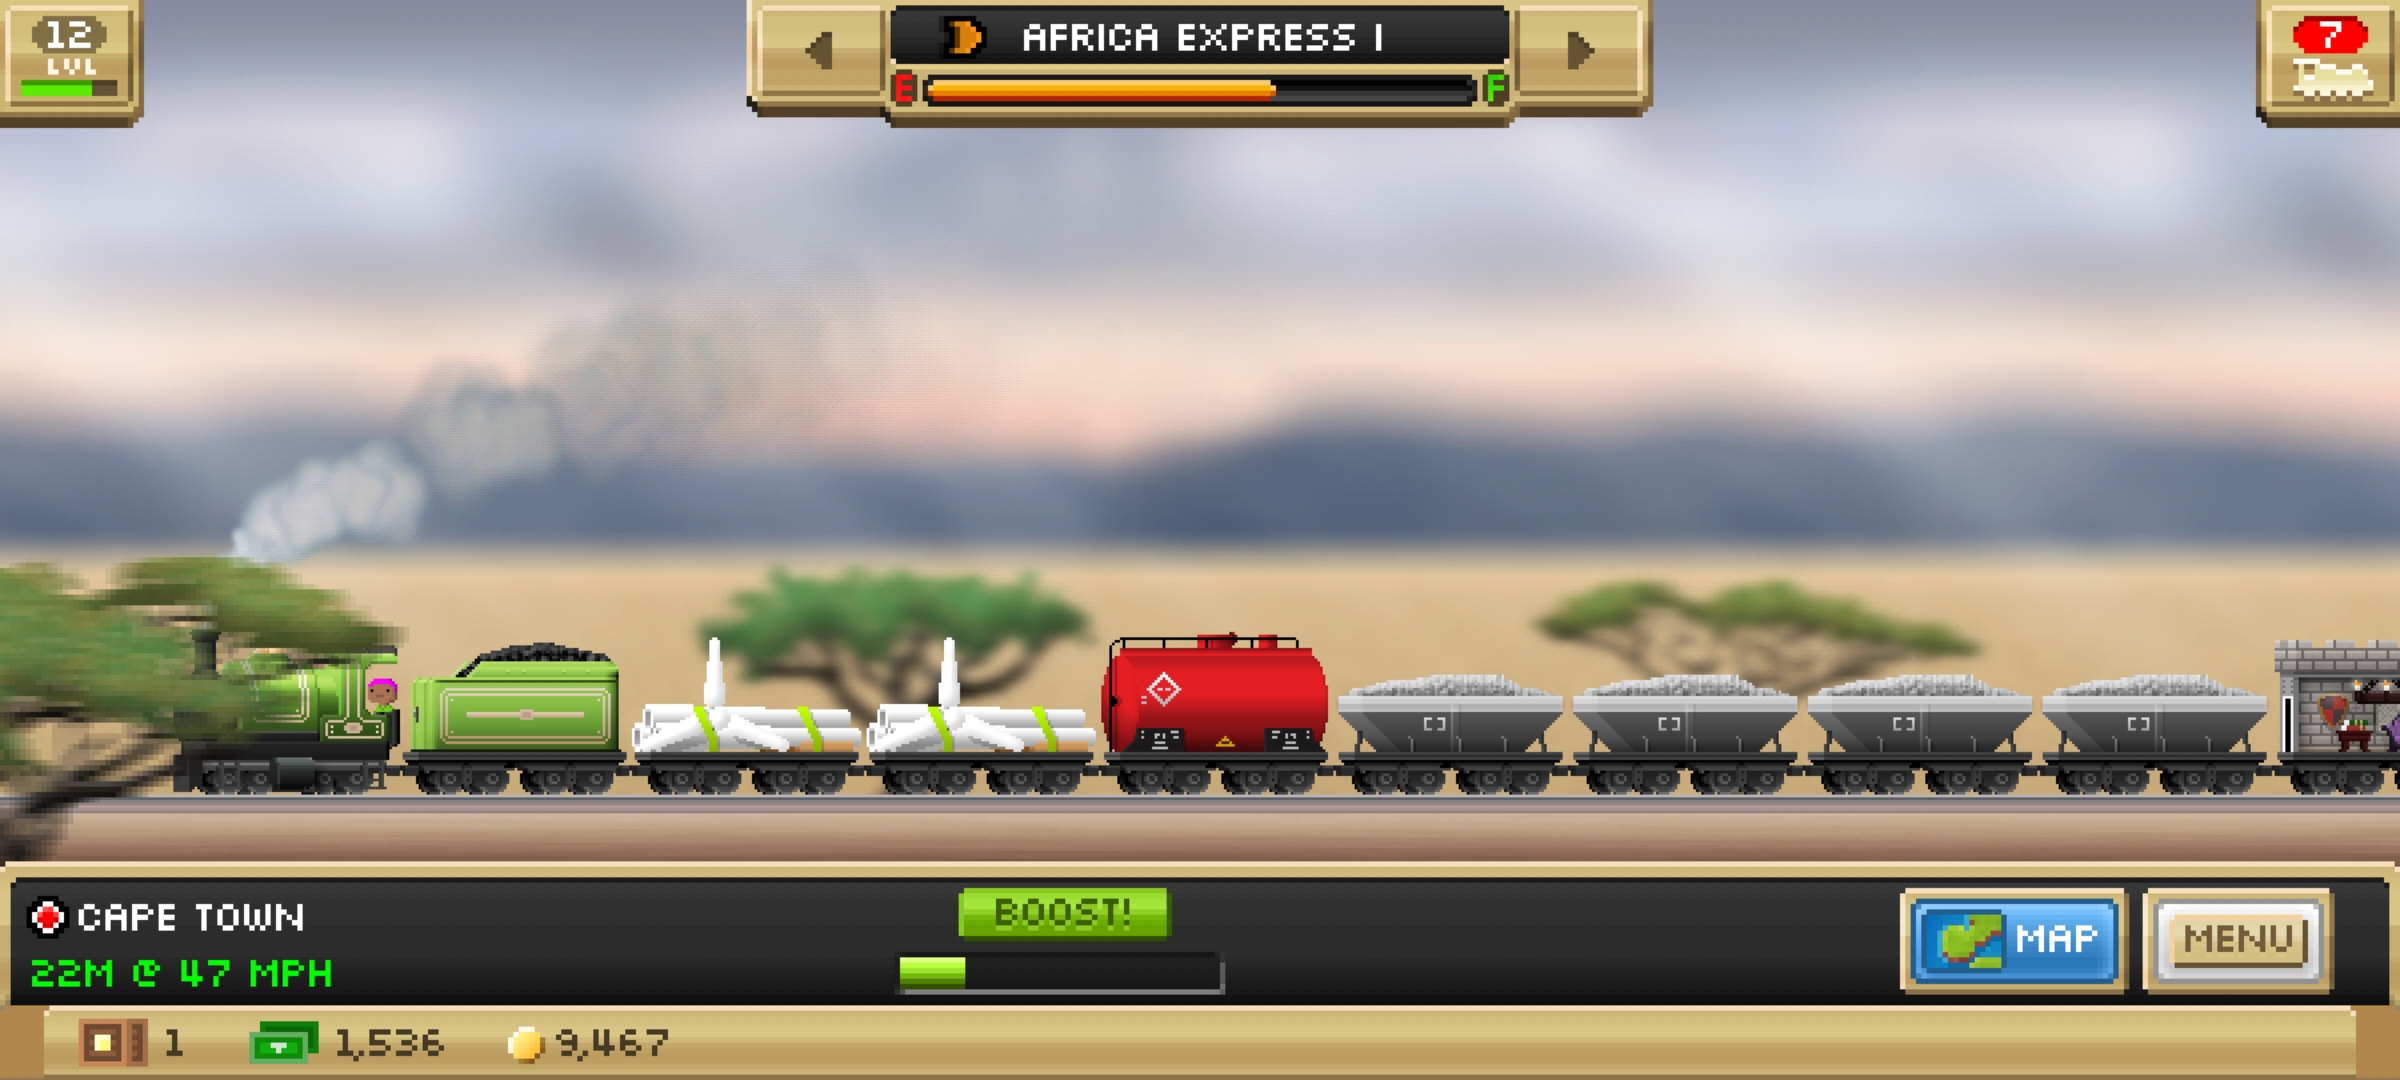 12
LVL
AFRICA EXPRESS I
E F
7
CAPE TOWN
22M @ 47 MPH
BOOST!
MAP
MENU
1
1,536
9,467